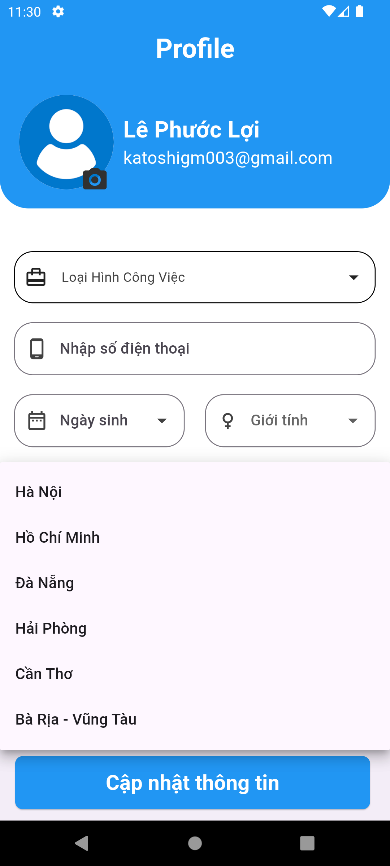 11:30
Profile
Lê Phước Lợi
katoshigm003@gmail.com
Loại Hình Công Việc
Nhập số điện thoại
Ngày sinh
Giới tính
Hà Nội
Hồ Chí Minh
Đà Nẵng
Hải Phòng
Cần Thơ
Bà Rịa - Vũng Tàu
Cập nhật thông tin